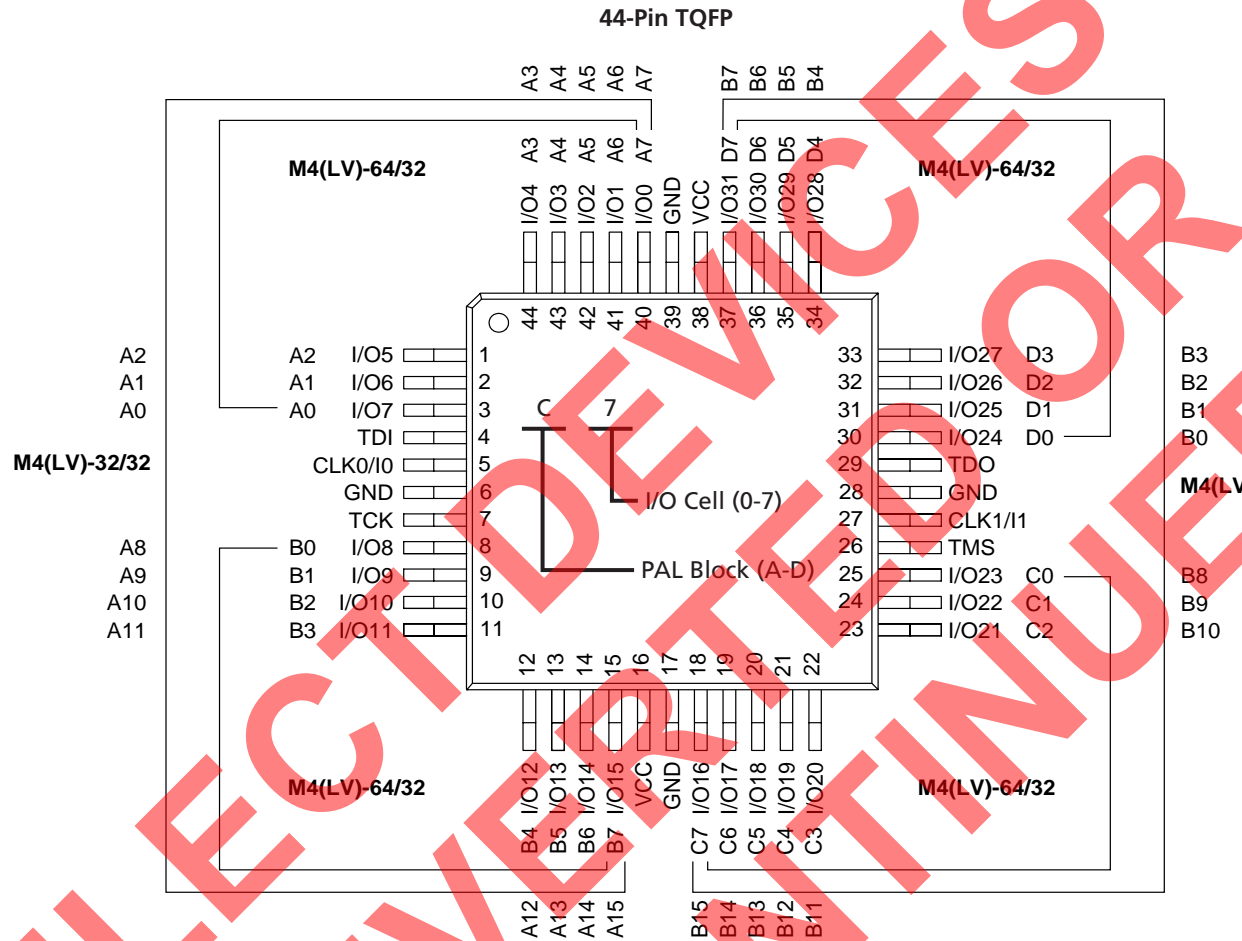 44-Pin TQFP
A3 A4 A5 A6 A7 B7 B6 B5 B4
M4(LV)-64/32
M4(LV)-64/32
A3 A4 A5 A6 A7 D7 D6 D5 D4
I/O4 I/O3 I/O2 I/O1 I/O0 GND VCC I/O31 I/O30 I/O29 I/O28
44 43 42 41 40 39 38 37 36 35 34
A2 A2 I/O5 1 33 I/O27 D3 B3
A1 A1 I/O6 2 32 I/O26 D2 B2
A0 A0 I/O7 3 31 I/O25 D1 B1
TDI 4 30 I/O24 D0 B0
M4(LV)-32/32 CLK0/I0 5 29 TDO
GND 6 28 GND M4(LV
TCK 7 27 CLK1/I1
A8 B0 I/O8 8 26 TMS
A9 B1 I/O9 9 25 I/O23 C0 B8
A10 B2 I/O10 10 24 I/O22 C1 B9
A11 B3 I/O11 11 23 I/O21 C2 B10
C 7
I/O Cell (0-7)
PAL Block (A-D)
12 13 14 15 16 17 18 19 20 21 22
I/O12 I/O13 I/O14 I/O15 VCC GND I/O16 I/O17 I/O18 I/O19 I/O20
B4 B5 B6 B7 C7 C6 C5 C4 C3
M4(LV)-64/32
M4(LV)-64/32
A12 A13 A14 A15 B15 B14 B13 B12 B11
LECT DEVICES
VERTED OR
NTINUE